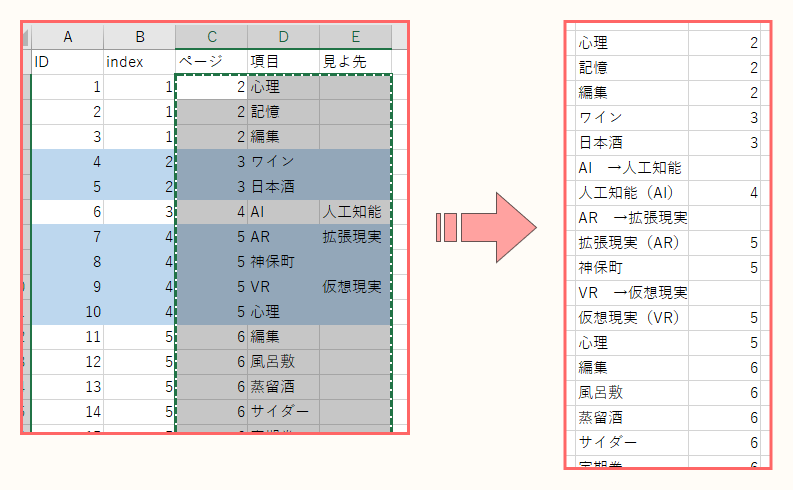 A B C D E
ID index ページ 項目 見よ先
1 1 2 心理
2 1 2 記憶
3 1 2 編集
4 2 3 ワイン
5 2 3 日本酒
6 3 4 AI 人工知能
7 4 5 AR 拡張現実
8 4 5 神保町
9 4 5 VR 仮想現実
10 4 5 心理
11 5 6 編集
12 5 6 風呂敷
13 5 6 蒸留酒
14 5 6 サイダー
心理 2
記憶 2
編集 2
ワイン 3
日本酒 3
AI　→人工知能
人工知能（AI） 4
AR　→拡張現実
拡張現実（AR） 5
神保町 5
VR　→仮想現実
仮想現実（VR） 5
心理 5
編集 6
風呂敷 6
蒸留酒 6
サイダー 6
定期券 6